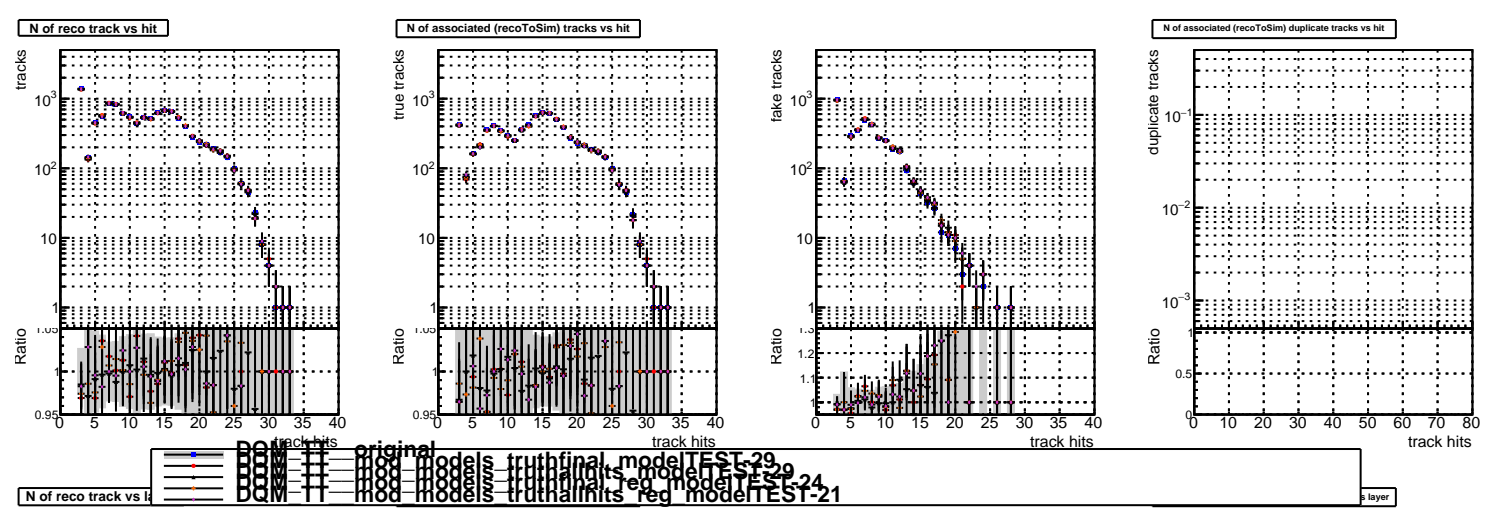 N of reco track vs hit
N of associated (recoToSim) tracks vs hit
N of associated (recoToSim) duplicate tracks vs hit
tracks
10³
10²
10
1
Ratio
1.05
1
0.95
0 5 10 15 20 25 30 35 40
track hits
true tracks
10³
10²
10
1
Ratio
1.05
1
0.95
0 5 10 15 20 25 30 35 40
track hits
fake tracks
10³
10²
10
1
Ratio
1.3
1.2
1.1
1
0 5 10 15 20 25 30 35 40
track hits
duplicate tracks
10⁻¹
10⁻²
10⁻³
Ratio
1
0.5
0
0 10 20 30 40 50 60 70 80
track hits
DQM_TT__original
DQM_TT__mod_models_truthfinal_modelTEST-29
DQM_TT__mod_models_truthallhits_modelTEST-29
DQM_TT__mod_models_truthfinal_reg_modelTEST-24
DQM_TT__mod_models_truthallhits_reg_modelTEST-21
N of reco track vs la
s layer